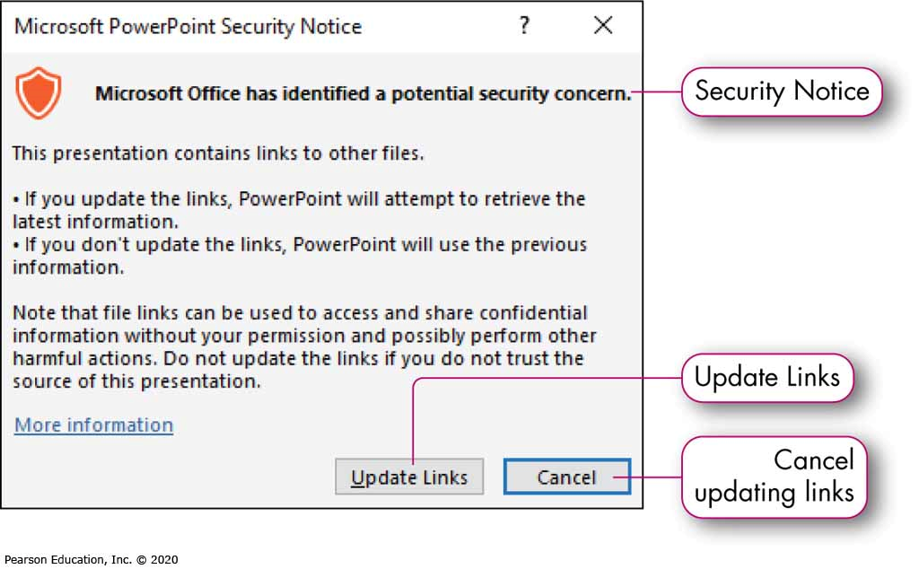 Microsoft PowerPoint Security Notice ? X
Microsoft Office has identified a potential security concern.
Security Notice
This presentation contains links to other files.
• If you update the links, PowerPoint will attempt to retrieve the
latest information.
• If you don't update the links, PowerPoint will use the previous
information.
Note that file links can be used to access and share confidential
information without your permission and possibly perform other
harmful actions. Do not update the links if you do not trust the
source of this presentation.
Update Links
More information
Update Links
Cancel
Cancel
updating links
Pearson Education, Inc. © 2020